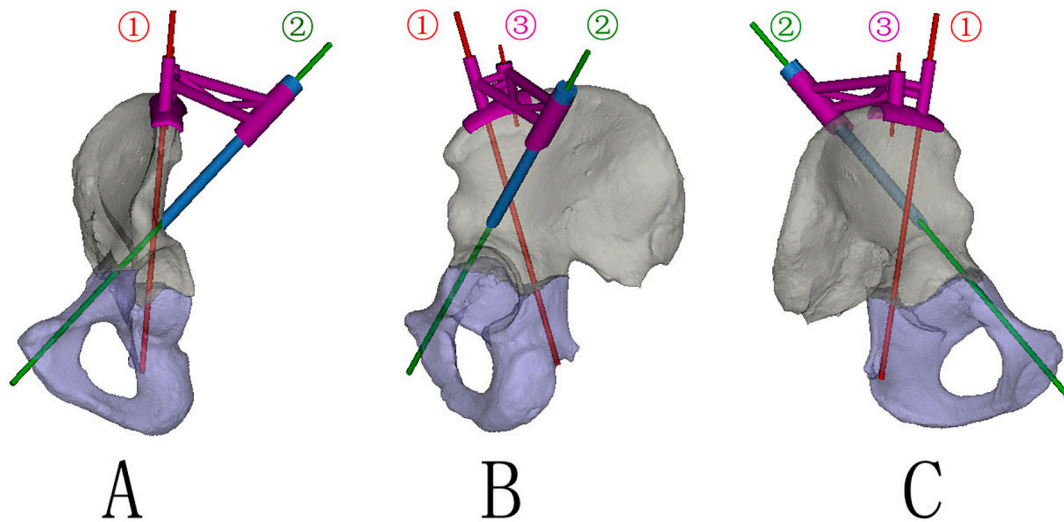 ① ②
① ③ ②
② ③ ①
A B C